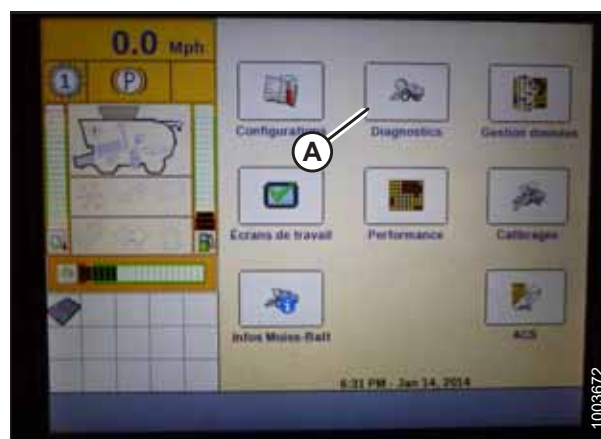 0.0 Mph
1 (P)
Configuration Diagnostics Gestion données
A
Écrans de travail Performance Calibrages
Infos Moiss-Batt ACS
6:31 PM - Jan 14, 2014
1003672